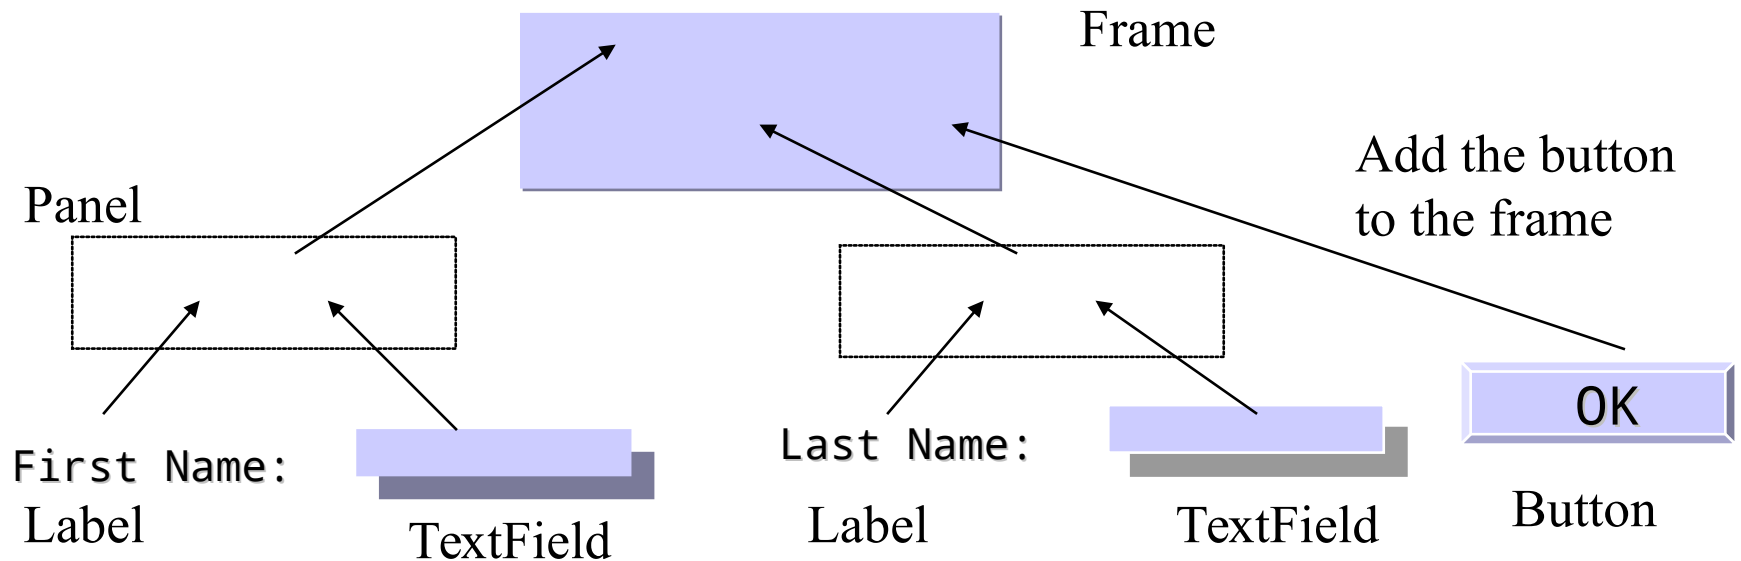 Frame
Add the button
to the frame
Panel
OK
First Name:
Last Name:
Label
TextField
Label
TextField
Button